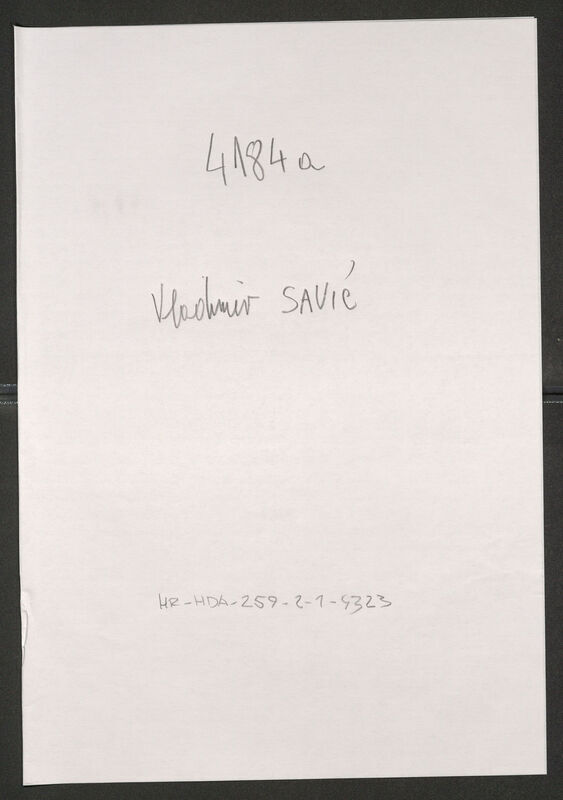 4184a
Vladimir SAVIĆ
HR-HDA-259-2-1-4323